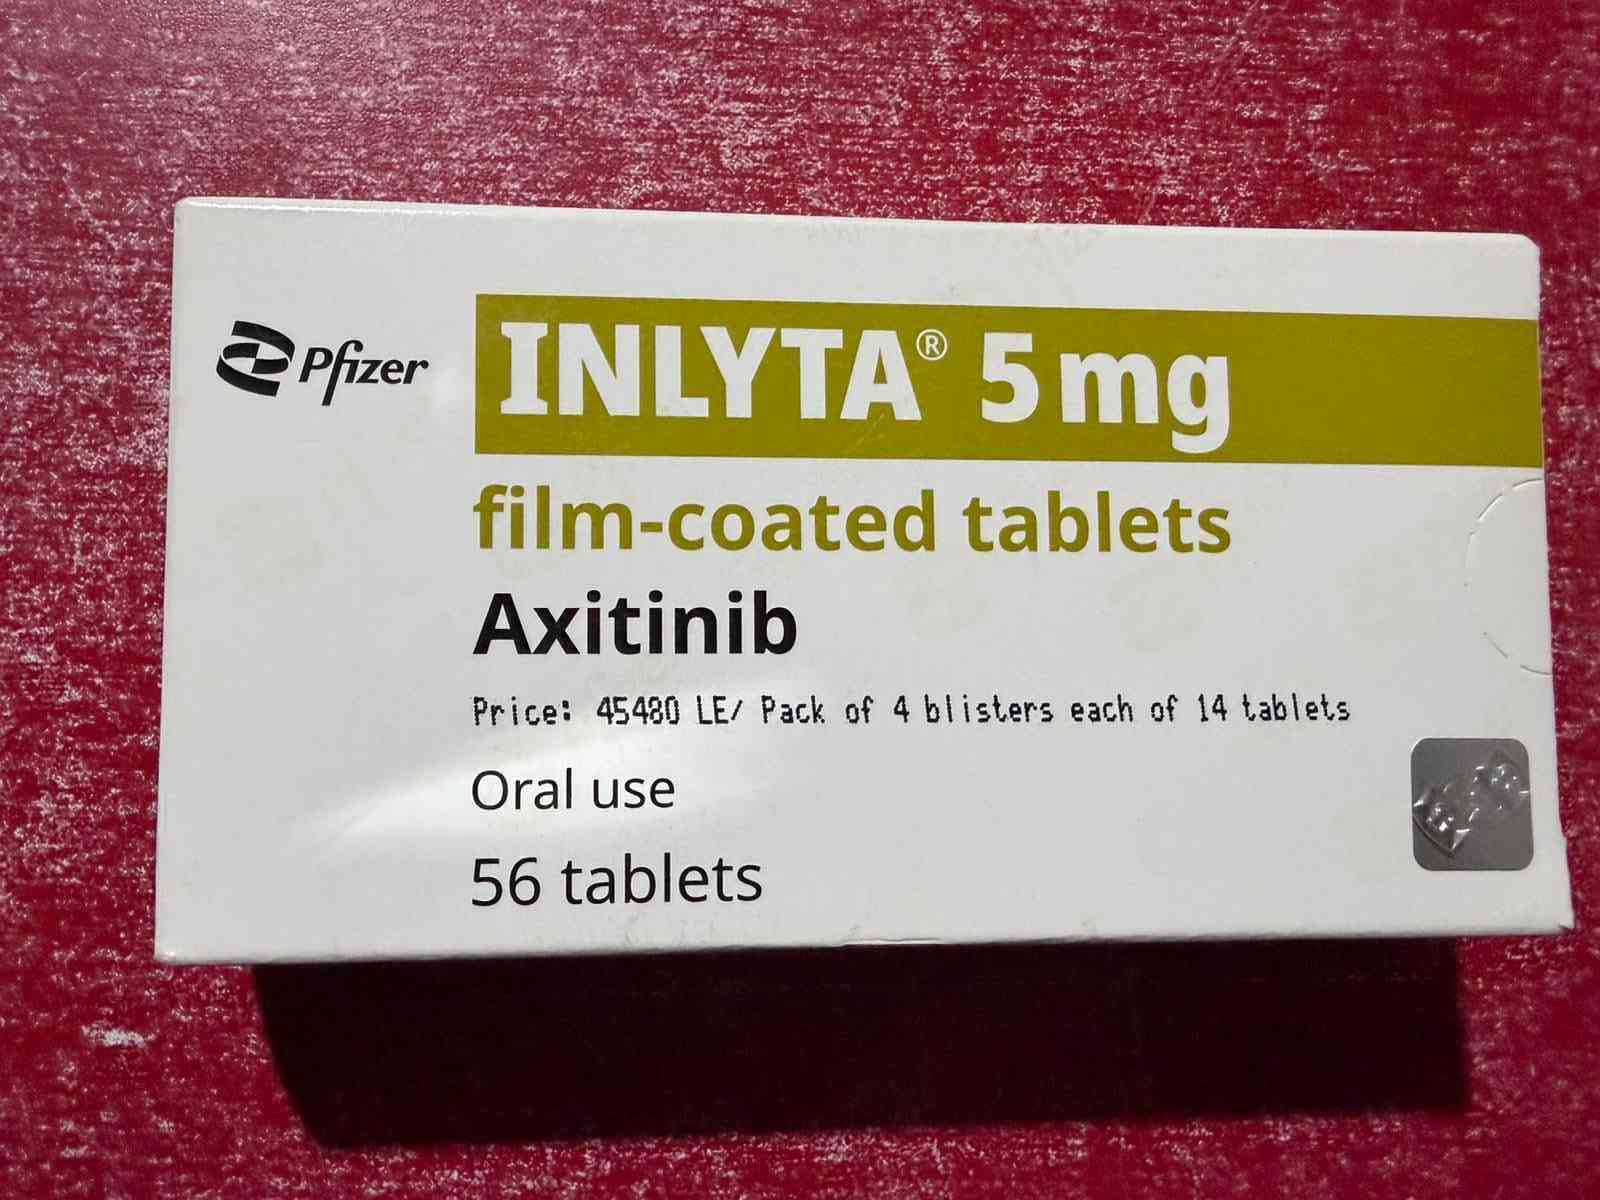 Pfizer
INLYTA® 5 mg
film-coated tablets
Axitinib
Price: 45480 LE/ Pack of 4 blisters each of 14 tablets
Oral use
56 tablets